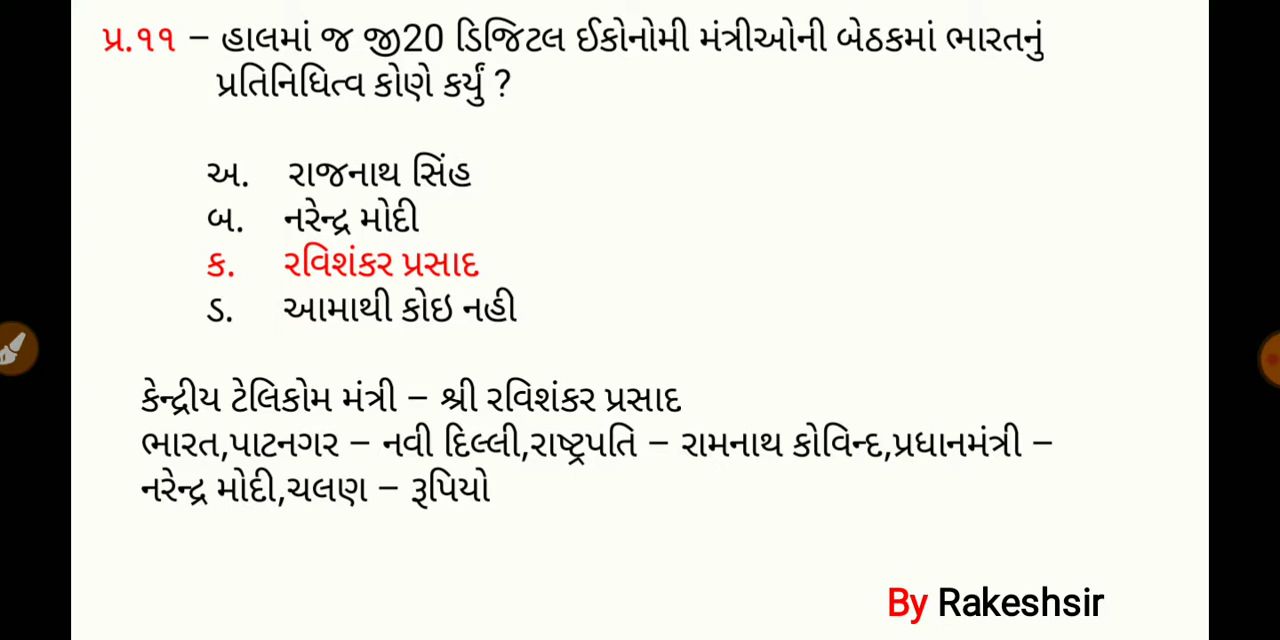 પ્ર.૧૧ – હાલમાં જ જી20 ડિજિટલ ઈકોનોમી મંત્રીઓની બેઠકમાં ભારતનું
પ્રતિનિધિત્વ કોણે કર્યું ?
અ. રાજનાથ સિંહ
બ. નરેન્દ્ર મોદી
ક. રવિશંકર પ્રસાદ
ડ. આમાથી કોઇ નહી
કેન્દ્રીય ટેલિકોમ મંત્રી – શ્રી રવિશંકર પ્રસાદ
ભારત,પાટનગર – નવી દિલ્લી,રાષ્ટ્રપતિ – રામનાથ કોવિન્દ,પ્રધાનમંત્રી –
નરેન્દ્ર મોદી,ચલણ – રૂપિયો
By Rakeshsir